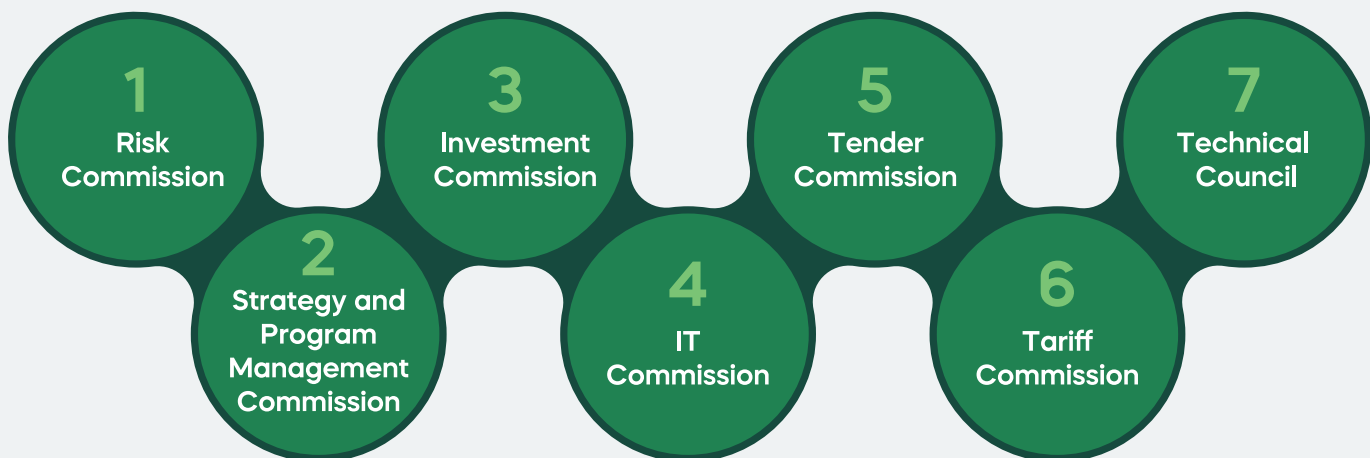 1
Risk
Commission
2
Strategy and
Program
Management
Commission
3
Investment
Commission
4
IT
Commission
5
Tender
Commission
6
Tariff
Commission
7
Technical
Council